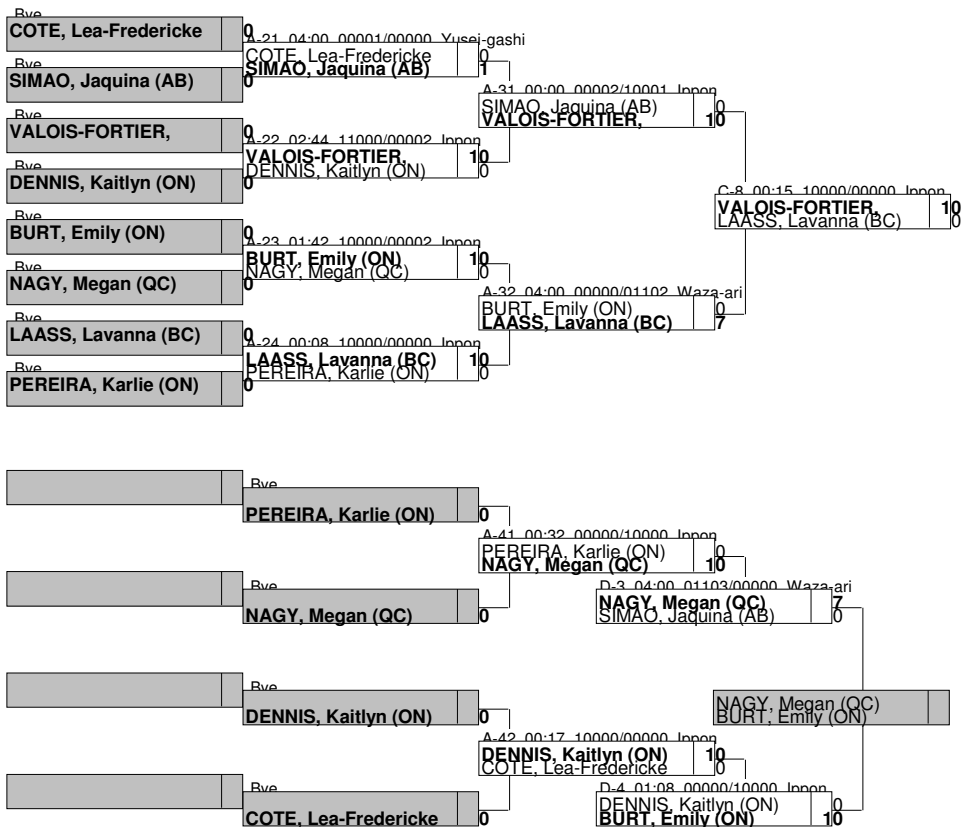 Bye
COTE, Lea-Fredericke 0
Bye
SIMAO, Jaquina (AB) 0
Bye
VALOIS-FORTIER, 0
Bye
DENNIS, Kaitlyn (ON) 0
Bye
BURT, Emily (ON) 0
Bye
NAGY, Megan (QC) 0
Bye
LAASS, Lavanna (BC) 0
Bye
PEREIRA, Karlie (ON) 0
A-21 04:00 00001/00000 Yusei-gashi
COTE, Lea-Fredericke 0
SIMAO, Jaquina (AB) 1
A-22 02:44 11000/00002 Ippon
VALOIS-FORTIER, 10
DENNIS, Kaitlyn (ON) 0
A-23 01:42 10000/00002 Ippon
BURT, Emily (ON) 10
NAGY, Megan (QC) 0
A-24 00:08 10000/00000 Ippon
LAASS, Lavanna (BC) 10
PEREIRA, Karlie (ON) 0
A-31 00:00 00002/10001 Ippon
SIMAO, Jaquina (AB) 0
VALOIS-FORTIER, 10
A-32 04:00 00000/01102 Waza-ari
BURT, Emily (ON) 0
LAASS, Lavanna (BC) 7
C-8 00:15 10000/00000 Ippon
VALOIS-FORTIER, 10
LAASS, Lavanna (BC) 0
Bye
PEREIRA, Karlie (ON) 0
Bye
NAGY, Megan (QC) 0
Bye
DENNIS, Kaitlyn (ON) 0
Bye
COTE, Lea-Fredericke 0
A-41 00:32 00000/10000 Ippon
PEREIRA, Karlie (ON) 0
NAGY, Megan (QC) 10
A-42 00:17 10000/00000 Ippon
DENNIS, Kaitlyn (ON) 10
COTE, Lea-Fredericke 0
D-3 04:00 01103/00000 Waza-ari
NAGY, Megan (QC) 7
SIMAO, Jaquina (AB) 0
D-4 01:08 00000/10000 Ippon
DENNIS, Kaitlyn (ON) 0
BURT, Emily (ON) 10
NAGY, Megan (QC)
BURT, Emily (ON)